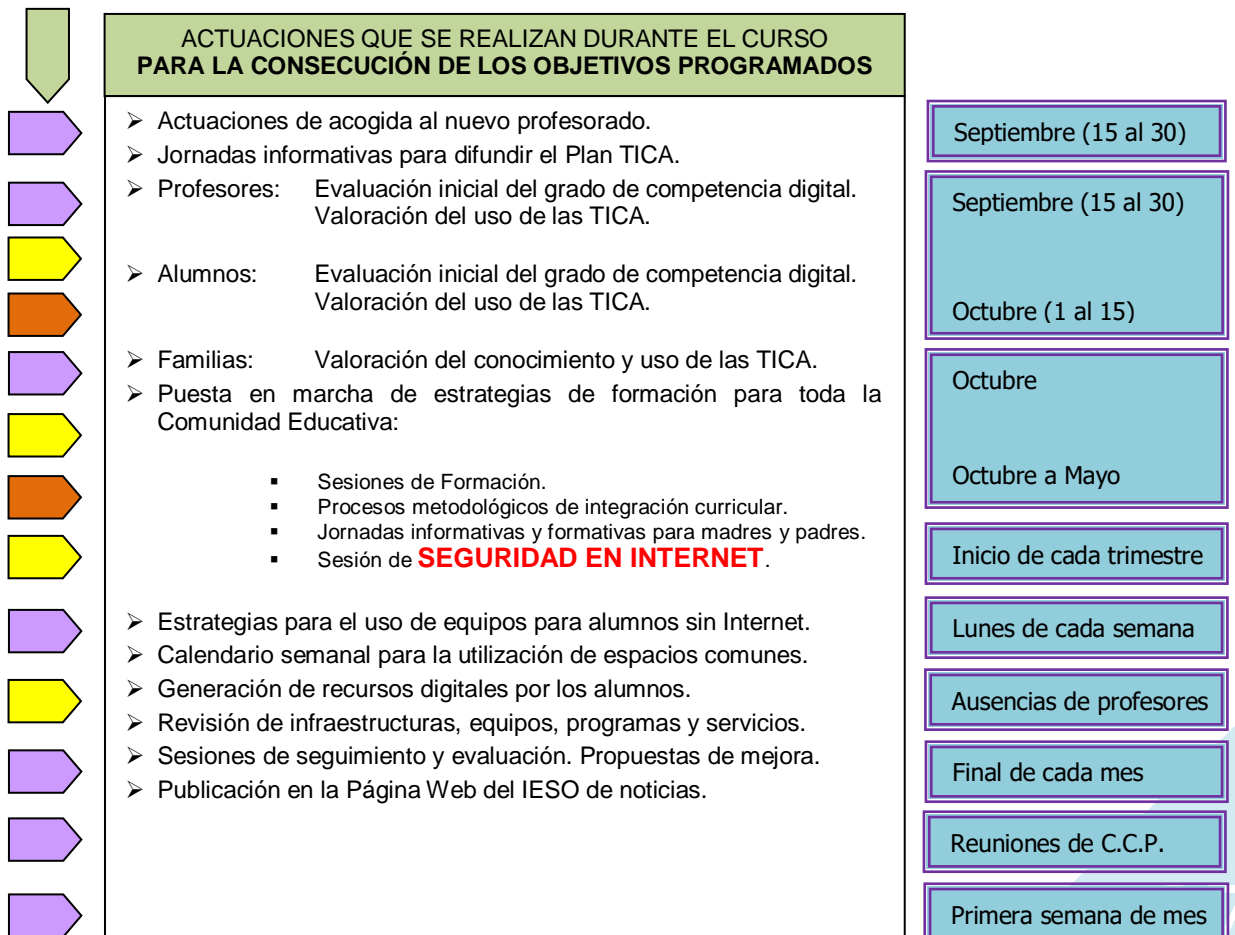 ACTUACIONES QUE SE REALIZAN DURANTE EL CURSO
PARA LA CONSECUCIÓN DE LOS OBJETIVOS PROGRAMADOS
➢ Actuaciones de acogida al nuevo profesorado.
➢ Jornadas informativas para difundir el Plan TICA.
➢ Profesores: Evaluación inicial del grado de competencia digital.
Valoración del uso de las TICA.
➢ Alumnos: Evaluación inicial del grado de competencia digital.
Valoración del uso de las TICA.
➢ Familias: Valoración del conocimiento y uso de las TICA.
➢ Puesta en marcha de estrategias de formación para toda la
Comunidad Educativa:
▪ Sesiones de Formación.
▪ Procesos metodológicos de integración curricular.
▪ Jornadas informativas y formativas para madres y padres.
▪ Sesión de SEGURIDAD EN INTERNET.
➢ Estrategias para el uso de equipos para alumnos sin Internet.
➢ Calendario semanal para la utilización de espacios comunes.
➢ Generación de recursos digitales por los alumnos.
➢ Revisión de infraestructuras, equipos, programas y servicios.
➢ Sesiones de seguimiento y evaluación. Propuestas de mejora.
➢ Publicación en la Página Web del IESO de noticias.
Septiembre (15 al 30)
Septiembre (15 al 30)
Octubre (1 al 15)
Octubre
Octubre a Mayo
Inicio de cada trimestre
Lunes de cada semana
Ausencias de profesores
Final de cada mes
Reuniones de C.C.P.
Primera semana de mes